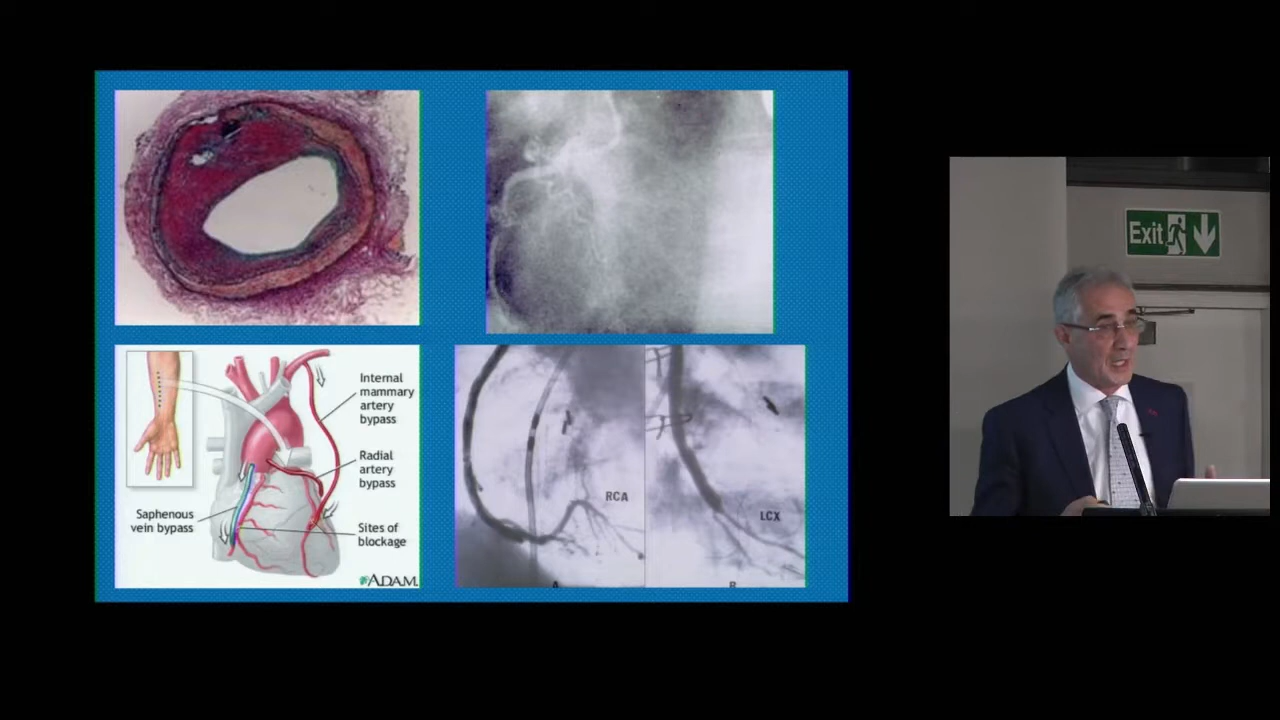 Internal
mammary
artery
bypass
Radial
artery
bypass
Saphenous
vein bypass
Sites of
blockage
ADAM.
RCA
LCX
A
B
Exit